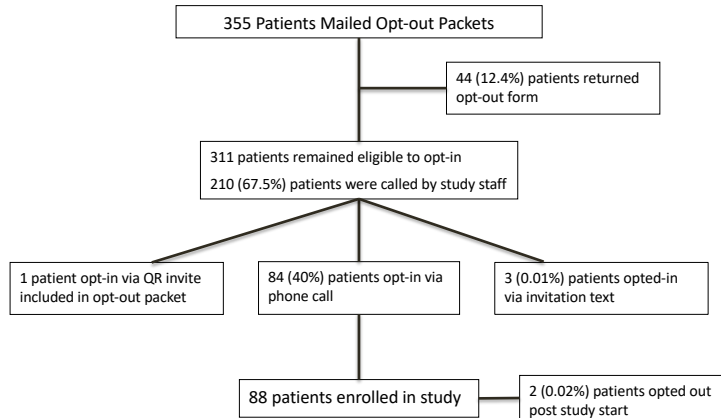 355 Patients Mailed Opt-out Packets
44 (12.4%) patients returned
opt-out form
311 patients remained eligible to opt-in
210 (67.5%) patients were called by study staff
1 patient opt-in via QR invite
included in opt-out packet
84 (40%) patients opt-in via
phone call
3 (0.01%) patients opted-in
via invitation text
88 patients enrolled in study
2 (0.02%) patients opted out
post study start